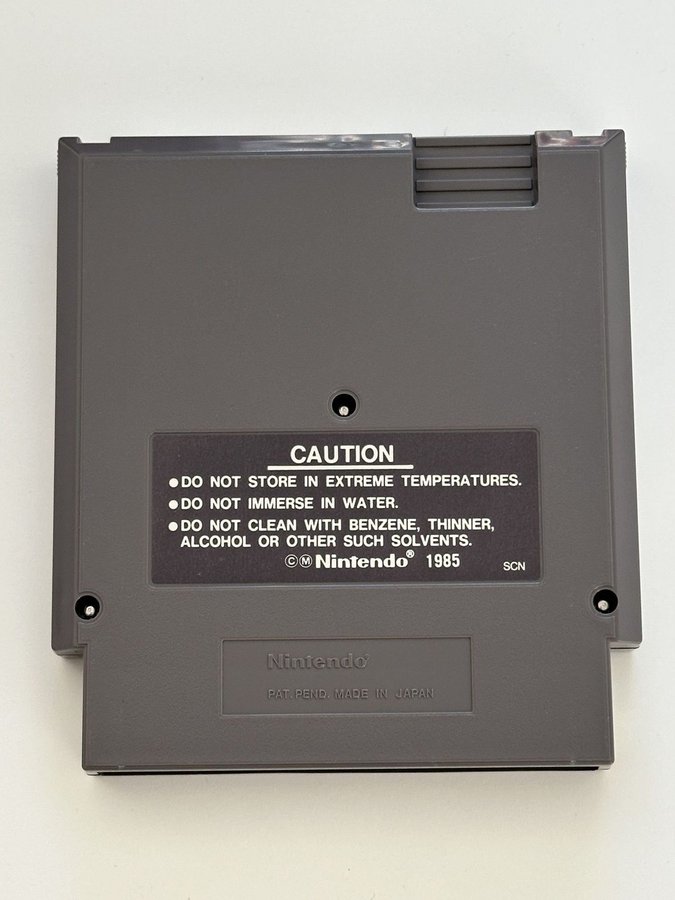 CAUTION
●DO NOT STORE IN EXTREME TEMPERATURES.
●DO NOT IMMERSE IN WATER.
●DO NOT CLEAN WITH BENZENE, THINNER,
ALCOHOL OR OTHER SUCH SOLVENTS.
©ⓂNintendo® 1985 SCN
Nintendo®
PAT. PEND. MADE IN JAPAN